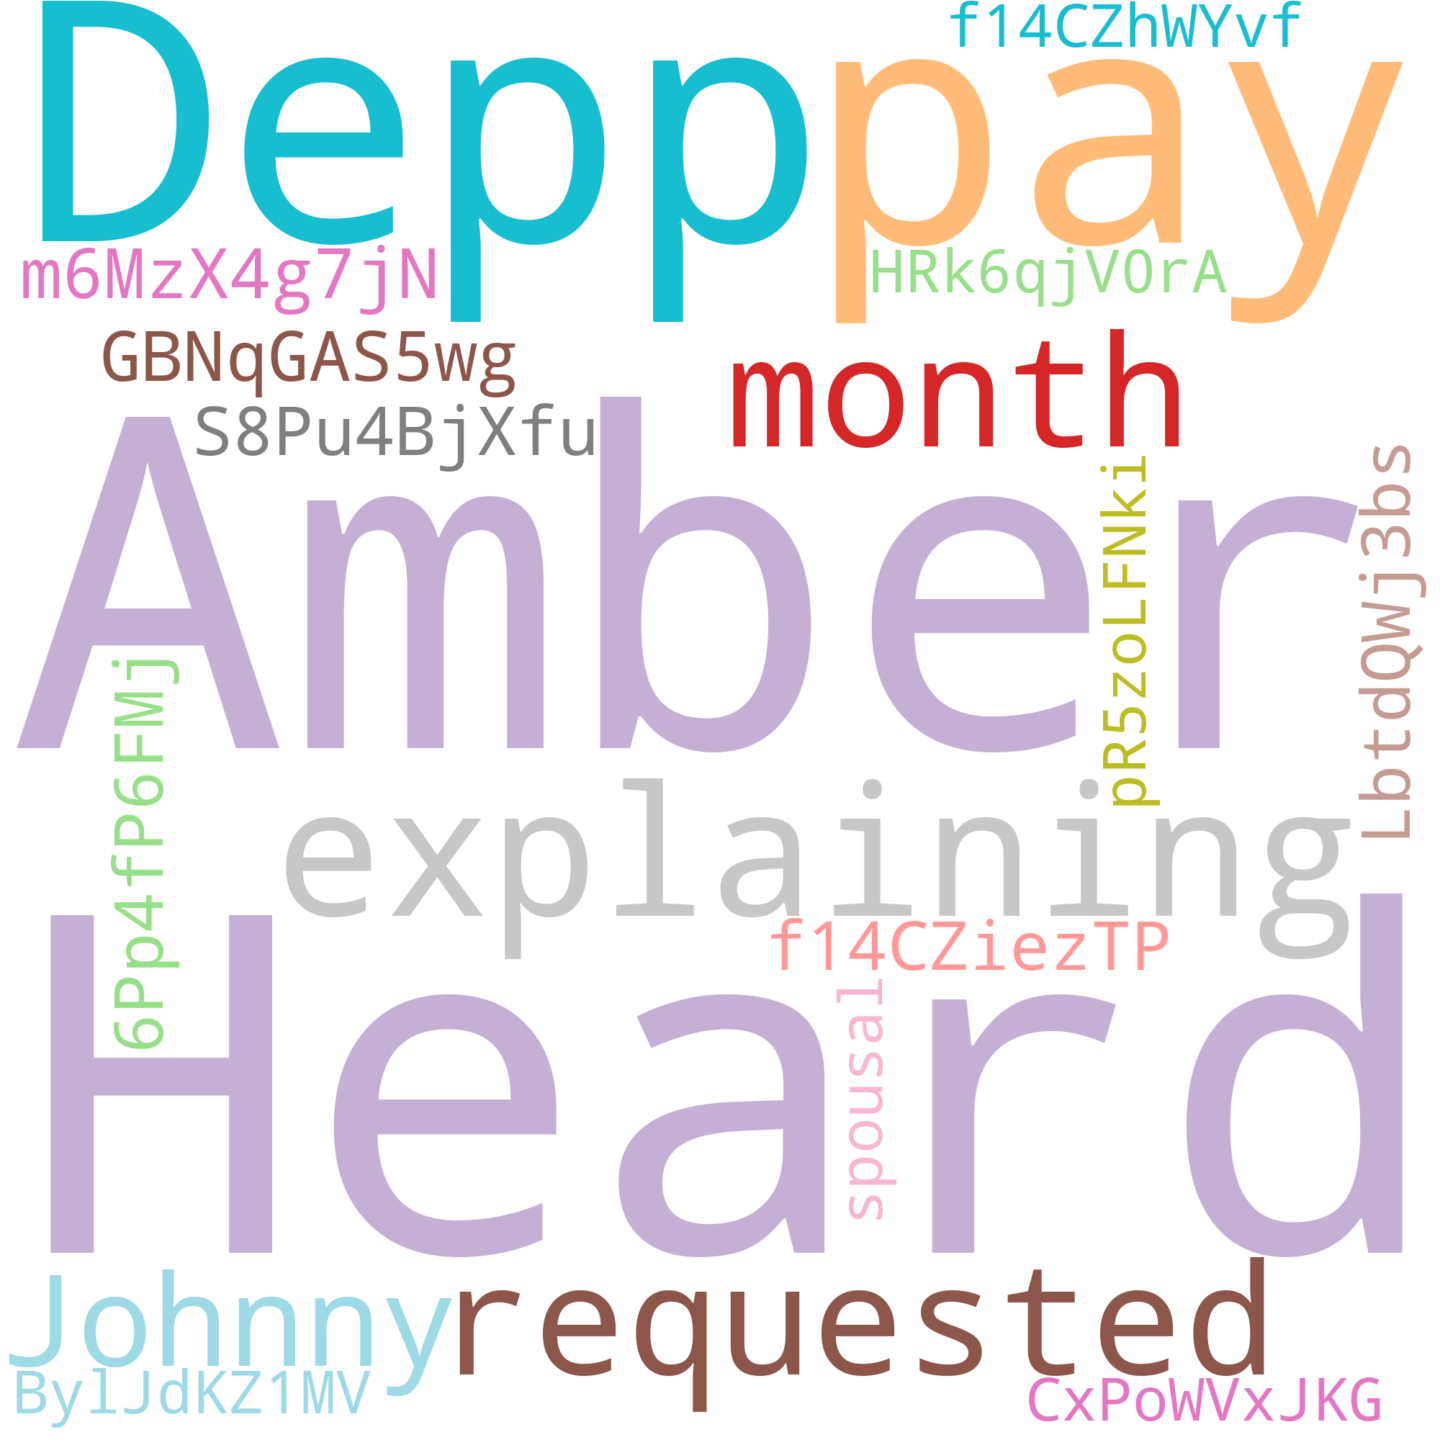 f14CZhWYvf
Depp pay
m6MzX4g7jN
HRk6qjV0rA
GBNqGAS5wg
month
S8Pu4BjXfu
Amber
pR5zoLFNki
LbtdQWj3bs
6Pp4fP6FMj
explaining
f14CZiezTP
Heard
spousal
Johnny requested
BylJdKZ1MV
CxPoWVxJKG